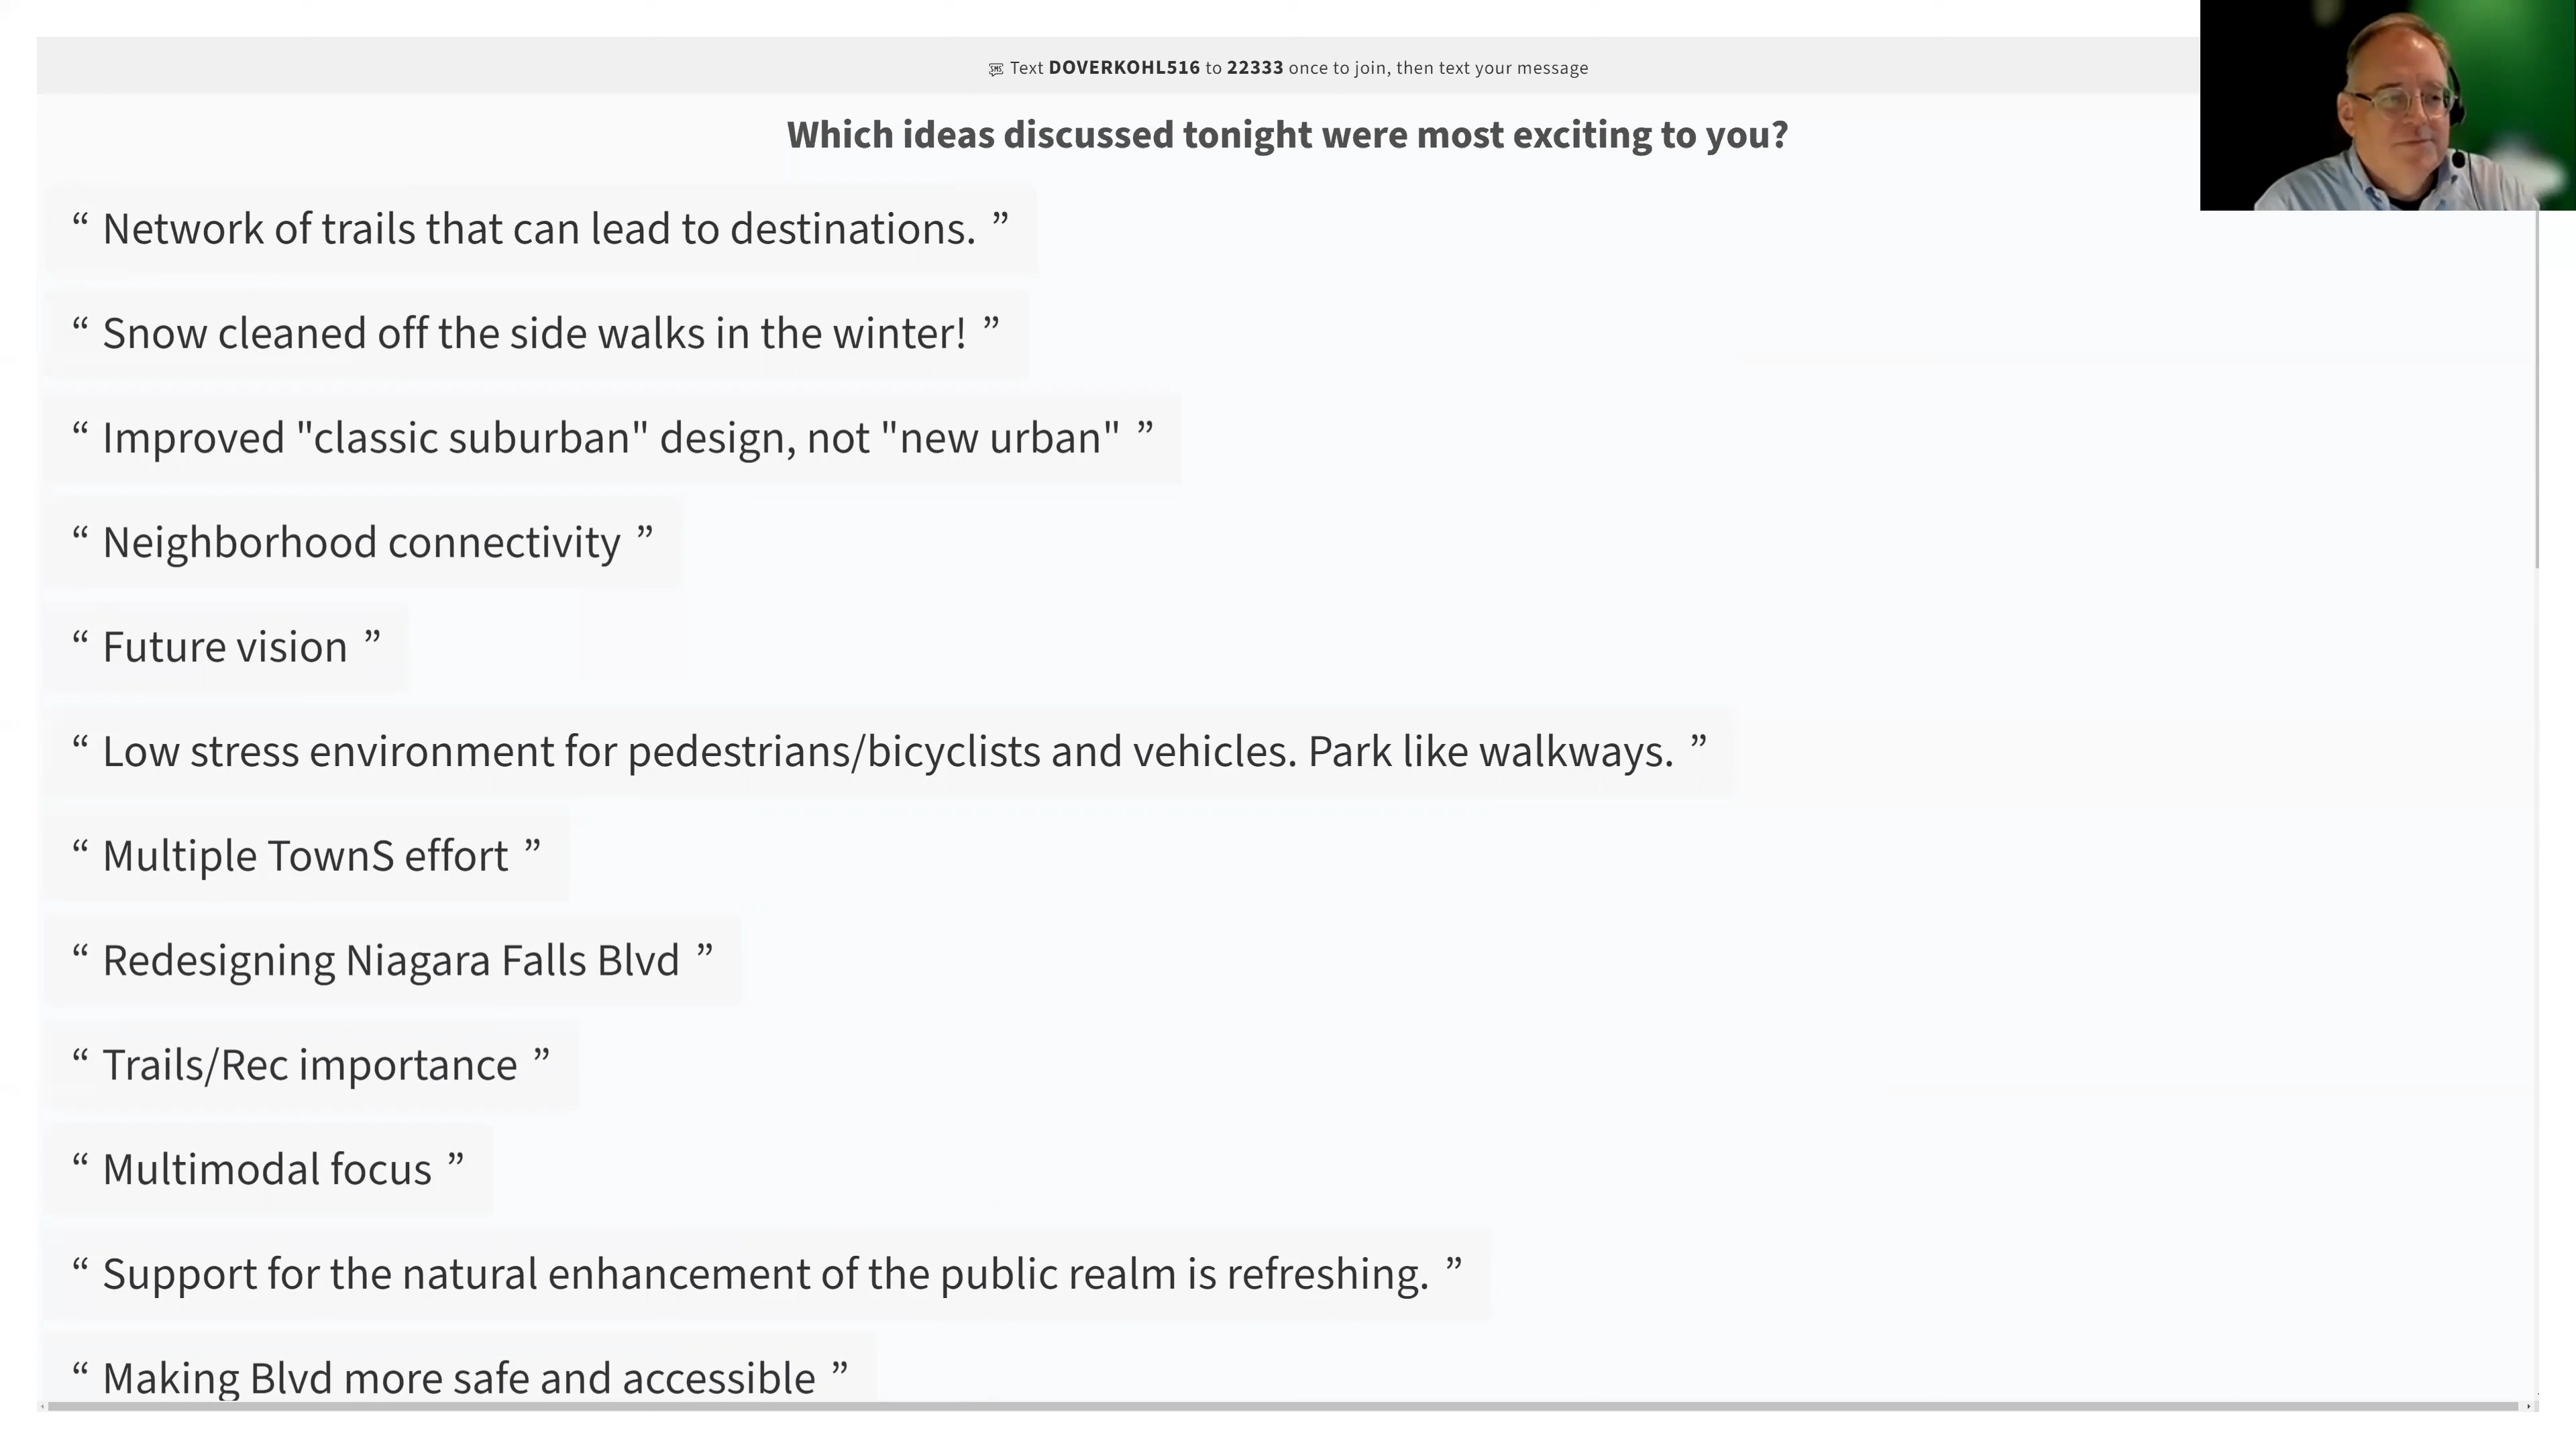 Text DOVERKOHL516 to 22333 once to join, then text your message
Which ideas discussed tonight were most exciting to you?
“ Network of trails that can lead to destinations. ”
“ Snow cleaned off the side walks in the winter! ”
“ Improved "classic suburban" design, not "new urban" ”
“ Neighborhood connectivity ”
“ Future vision ”
“ Low stress environment for pedestrians/bicyclists and vehicles. Park like walkways. ”
“ Multiple TownS effort ”
“ Redesigning Niagara Falls Blvd ”
“ Trails/Rec importance ”
“ Multimodal focus ”
“ Support for the natural enhancement of the public realm is refreshing. ”
“ Making Blvd more safe and accessible ”